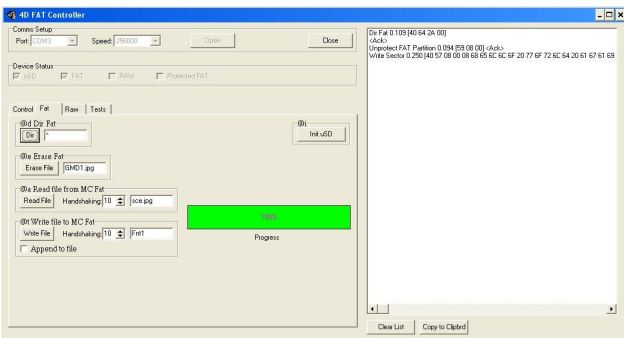 4D FAT Controller
Comms Setup
Port: COM3 Speed: 256000 Open Close
Device Status
uSD FAT RAW Protected FAT
Control Fat Raw Tests
@d Dir Fat
Dir *
@i
Init uSD
@e Erase Fat
Erase File GMD1.jpg
@a Read file from MC Fat
Read File Handshaking: 10 sce.jpg
@t Write file to MC Fat
Write File Handshaking: 10 Fnt1
Append to file
100%
Progress
Dir Fat 0.109 [40 64 2A 00]
<Ack>
Unprotect FAT Partition 0.094 [59 08 00] <Ack>
Write Sector 0.250 [40 57 08 00 08 68 65 6C 6C 6F 20 77 6F 72 6C 64 20 61 67 61 69
Clear List Copy to Clipbrd